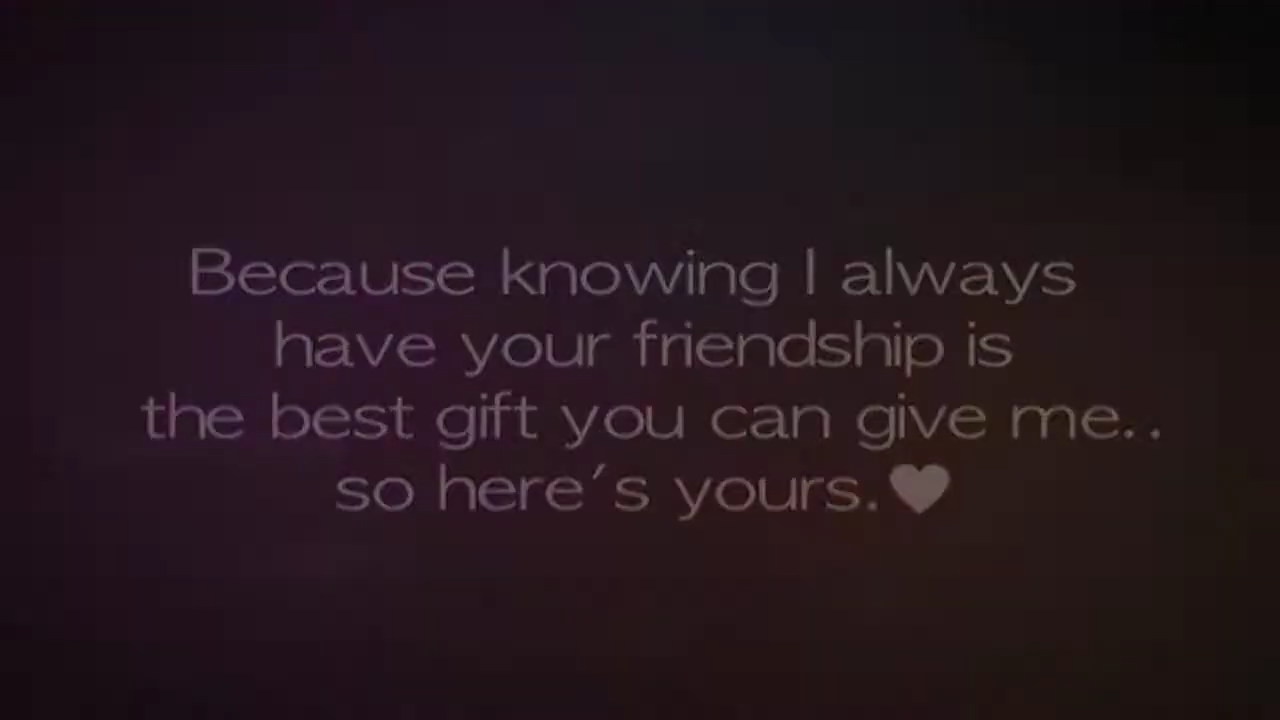 Because knowing I always
have your friendship is
the best gift you can give me..
so here's yours.♥